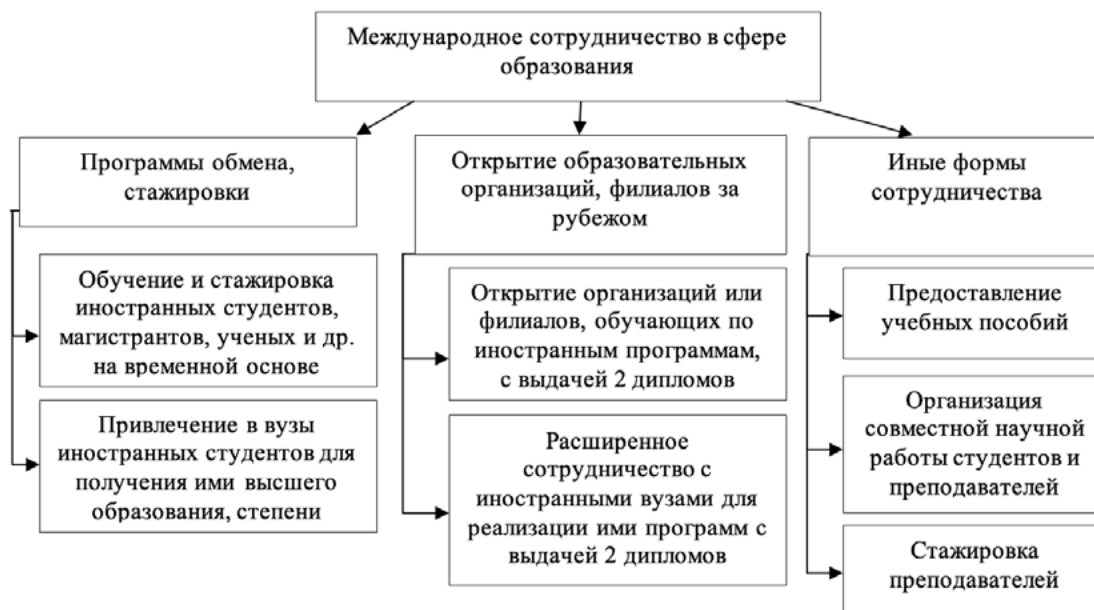 Международное сотрудничество в сфере
образования
Программы обмена,
стажировки
Обучение и стажировка
иностранных студентов,
магистрантов, ученых и др.
на временной основе
Привлечение в вузы
иностранных студентов для
получения ими высшего
образования, степени
Открытие образовательных
организаций, филиалов за
рубежом
Открытие организаций или
филиалов, обучающих по
иностранным программам,
с выдачей 2 дипломов
Расширенное
сотрудничество с
иностранными вузами для
реализации ими программ с
выдачей 2 дипломов
Иные формы
сотрудничества
Предоставление
учебных пособий
Организация
совместной научной
работы студентов и
преподавателей
Стажировка
преподавателей